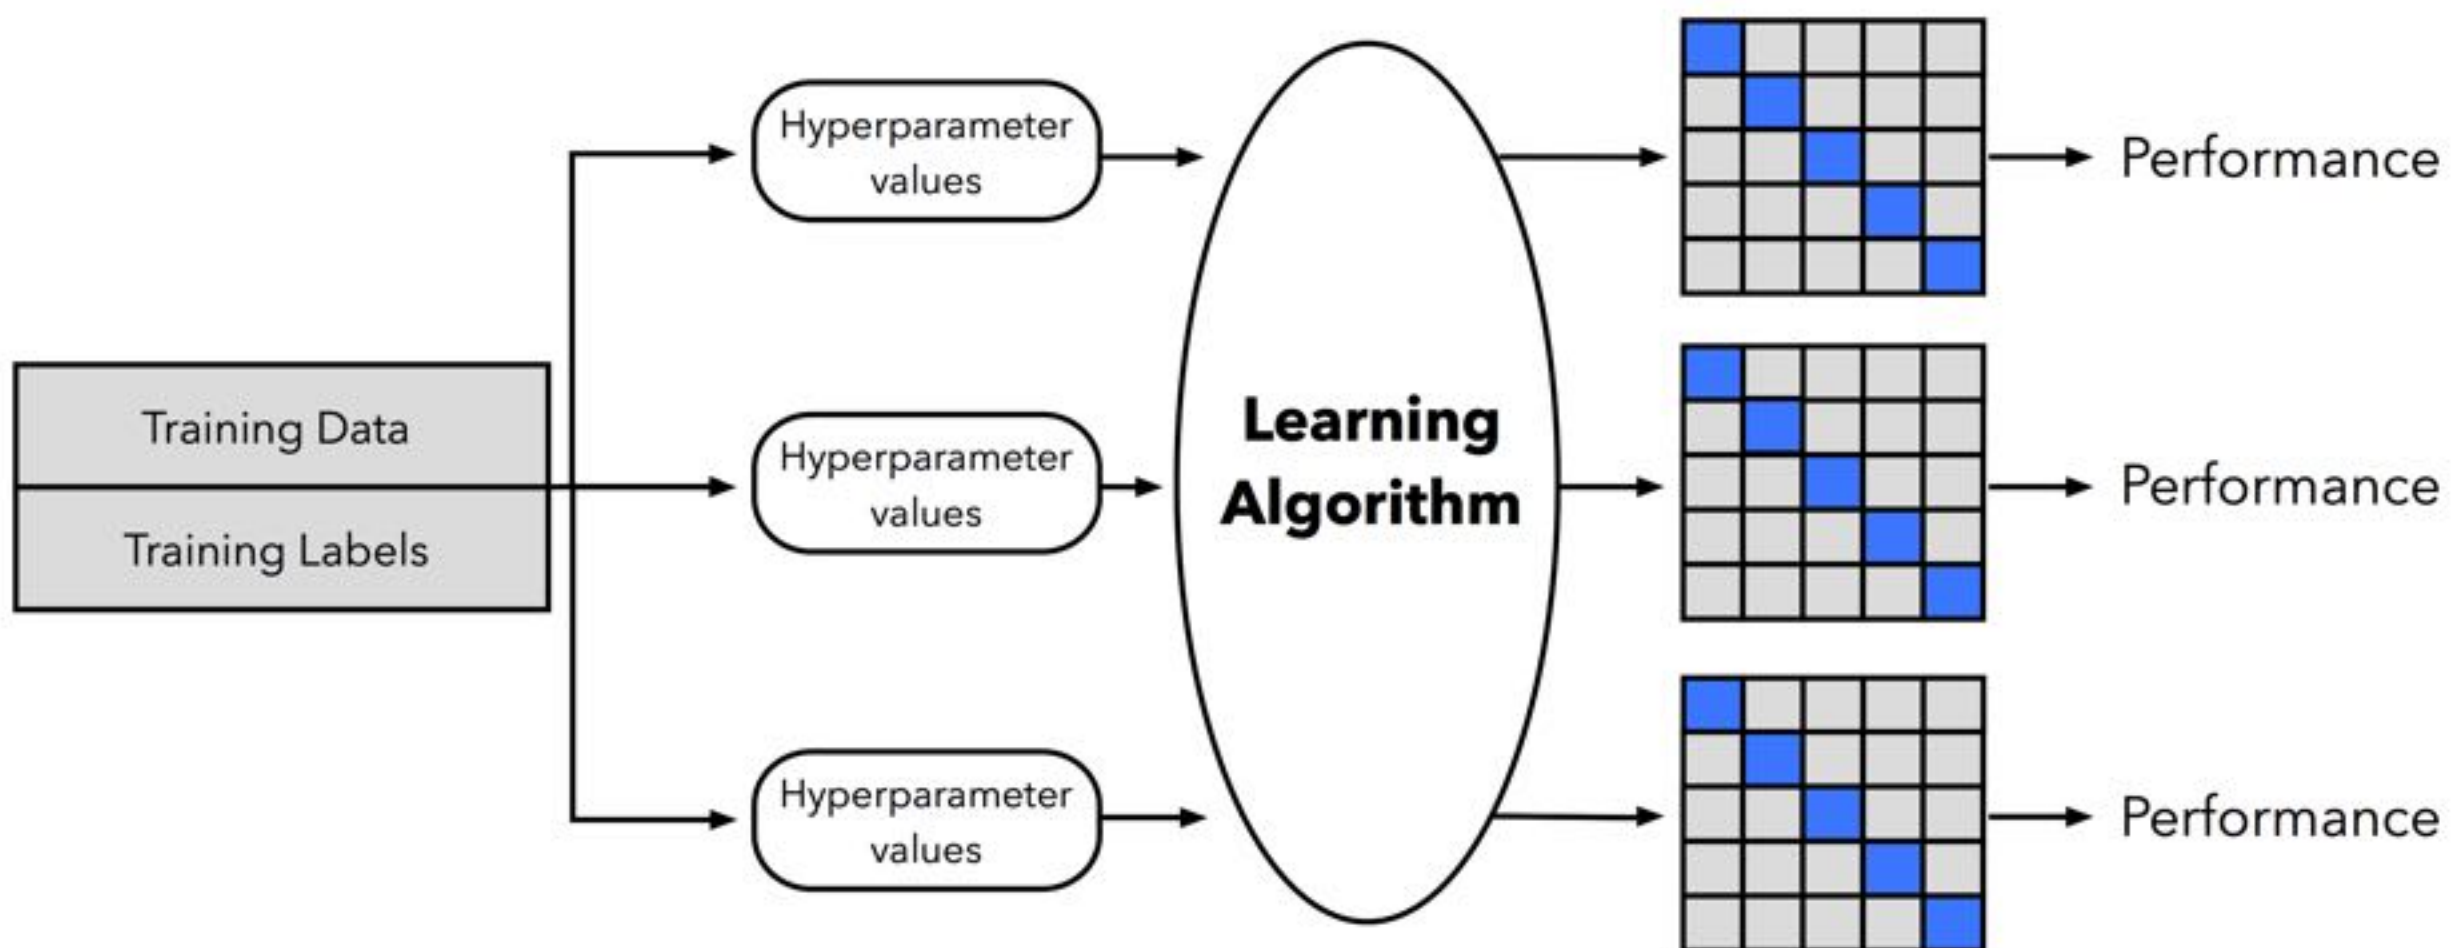 Hyperparameter
values
Performance
Training Data
Training Labels
Hyperparameter
values
Learning
Algorithm
Performance
Hyperparameter
values
Performance